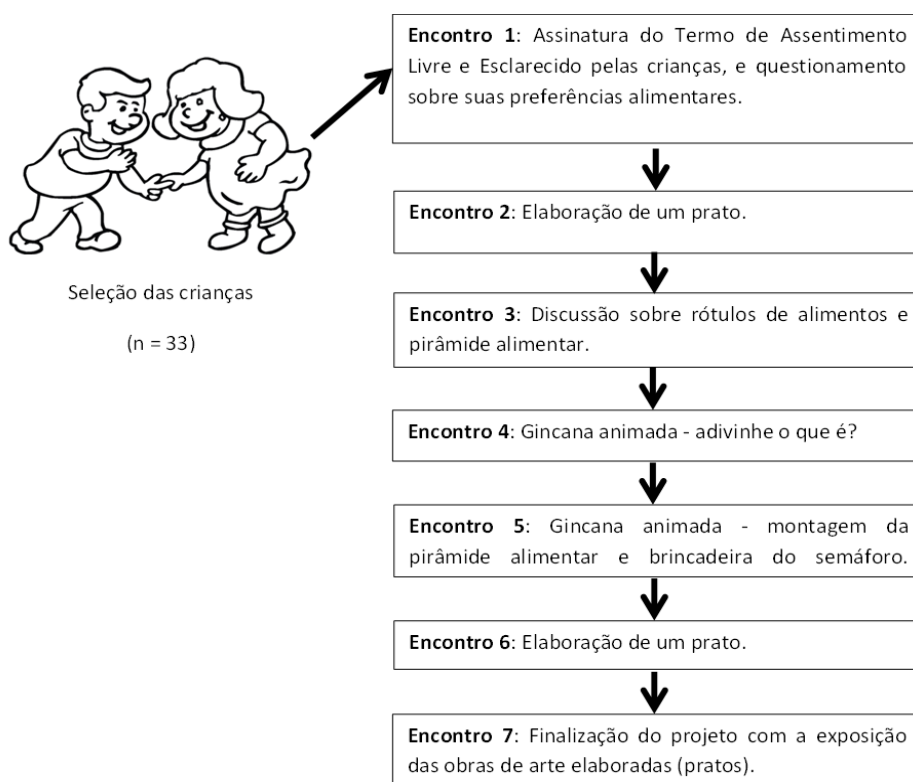 Seleção das crianças
(n = 33)
Encontro 1: Assinatura do Termo de Assentimento
Livre e Esclarecido pelas crianças, e questionamento
sobre suas preferências alimentares.
Encontro 2: Elaboração de um prato.
Encontro 3: Discussão sobre rótulos de alimentos e
pirâmide alimentar.
Encontro 4: Gincana animada - adivinhe o que é?
Encontro 5: Gincana animada - montagem da
pirâmide alimentar e brincadeira do semáforo.
Encontro 6: Elaboração de um prato.
Encontro 7: Finalização do projeto com a exposição
das obras de arte elaboradas (pratos).